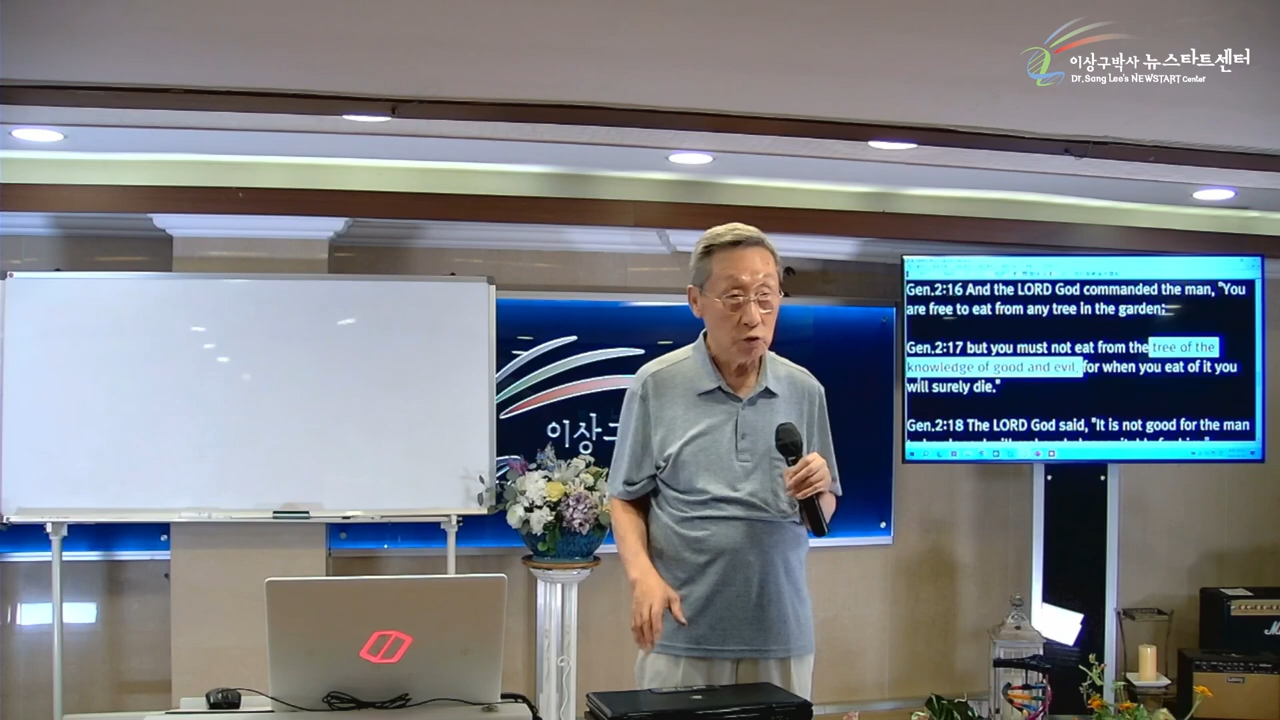 이상구박사 뉴스타트센터
Dr. Sang Lee's NEWSTART Center
Gen.2:16 And the LORD God commanded the man, "You
are free to eat from any tree in the garden;
Gen.2:17 but you must not eat from the tree of the
knowledge of good and evil, for when you eat of it you
will surely die."
Gen.2:18 The LORD God said, "It is not good for the man
이상